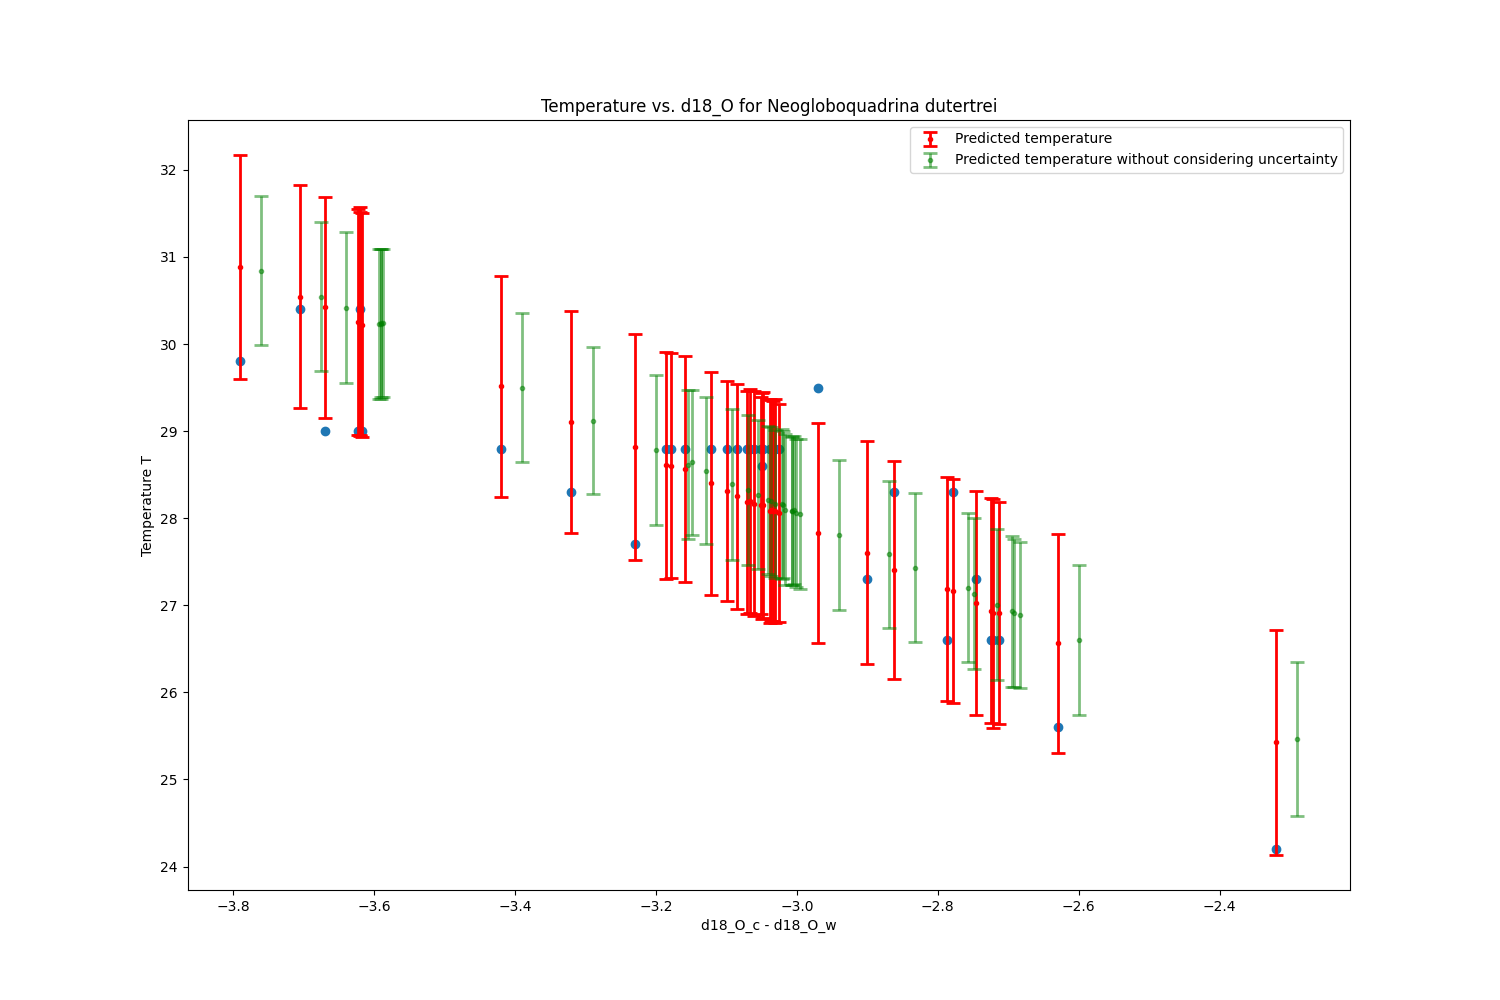 Temperature vs. d18_O for Neogloboquadrina dutertrei
Predicted temperature
Predicted temperature without considering uncertainty
Temperature T
32
31
30
29
28
27
26
25
24
−3.8 −3.6 −3.4 −3.2 −3.0 −2.8 −2.6 −2.4
d18_O_c - d18_O_w